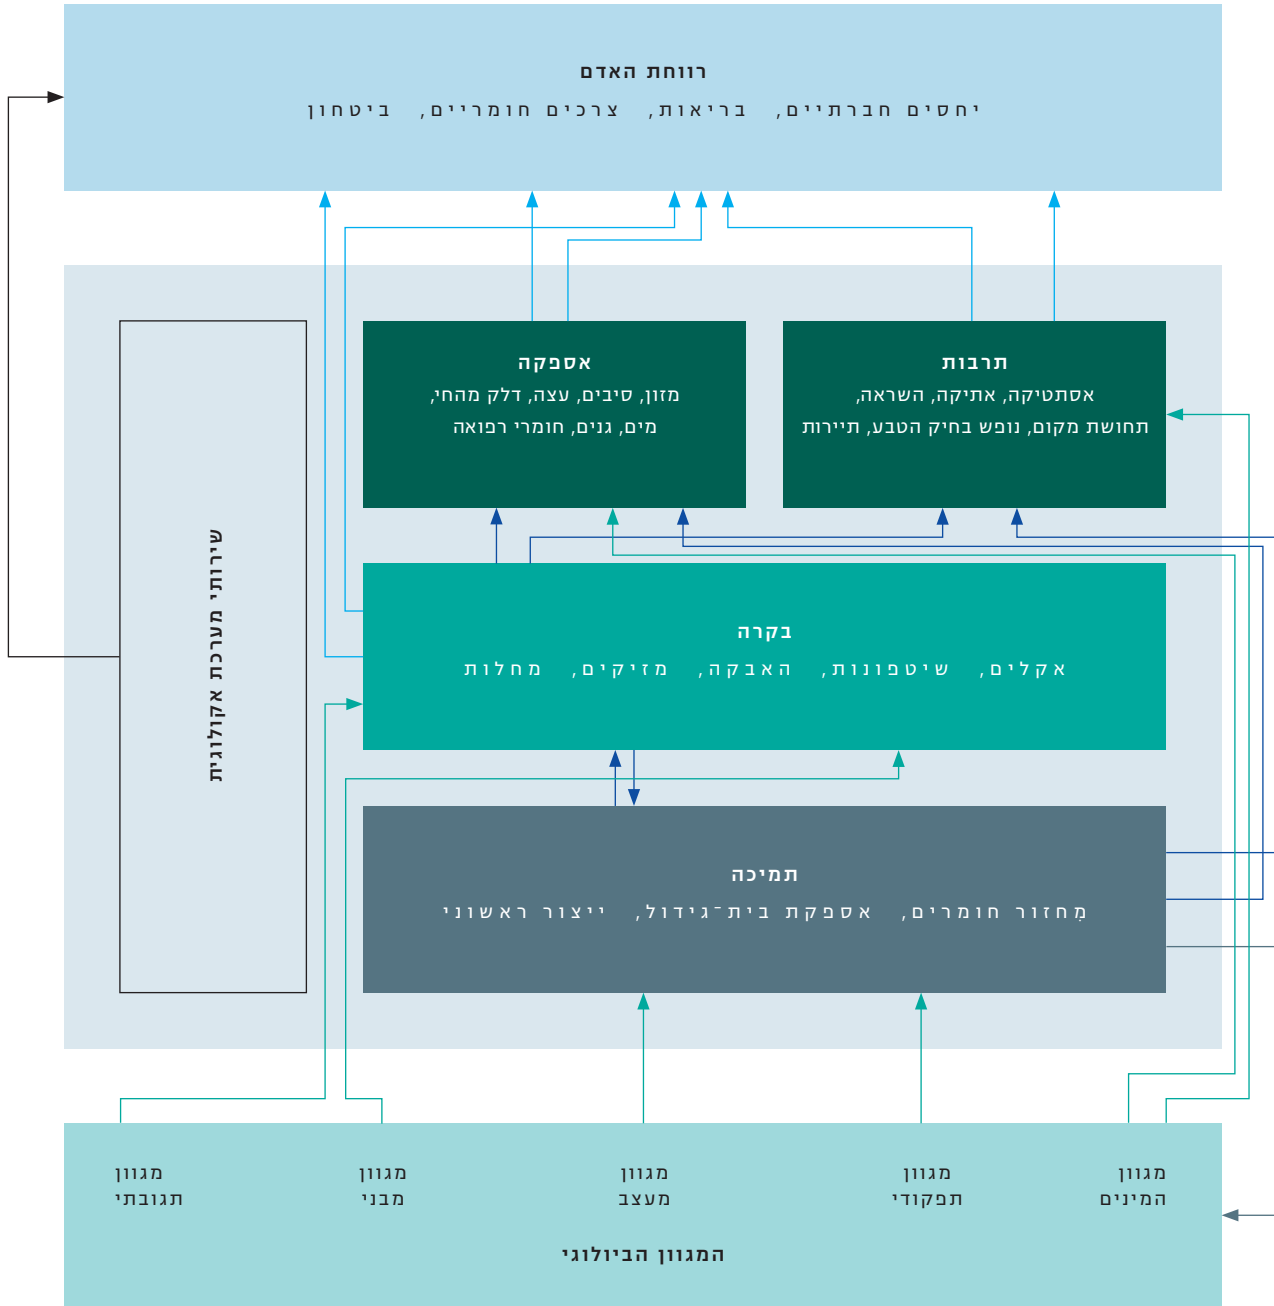 רווחת האדם
יחסים חברתיים, בריאות, צרכים חומריים, ביטחון
תרבות
אסתטיקה, אתיקה, השראה,
תחושת מקום, נופש בחיק הטבע, תיירות
אספקה
מזון, סיבים, עצה, דלק מהחי,
מים, גנים, חומרי רפואה
בקרה
אקלים, שיטפונות, האבקה, מזיקים, מחלות
תמיכה
מִחזור חומרים, אספקת בית־גידול, ייצור ראשוני
שירותי מערכת אקולוגית
מגוון
המינים
מגוון
תפקודי
מגוון
מעצב
מגוון
מבני
מגוון
תגובתי
המגוון הביולוגי